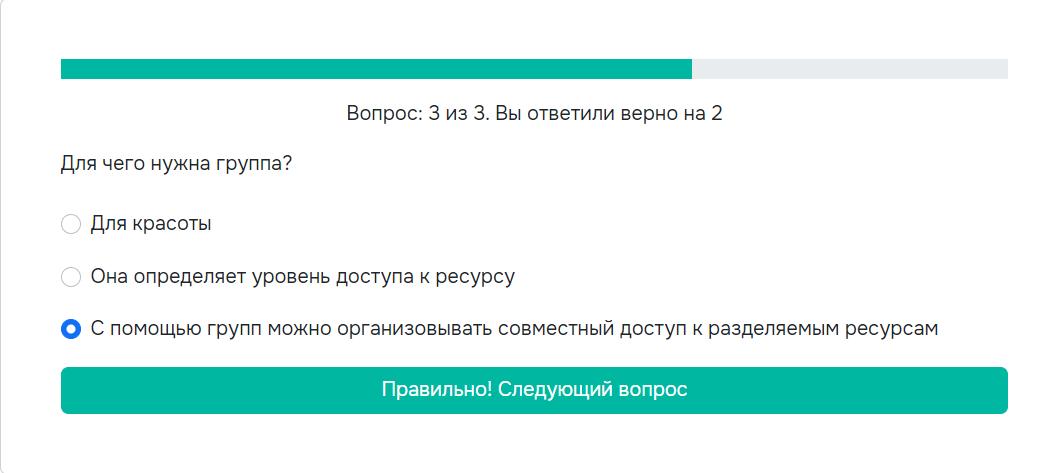 Вопрос: 3 из 3. Вы ответили верно на 2
Для чего нужна группа?
Для красоты
Она определяет уровень доступа к ресурсу
С помощью групп можно организовывать совместный доступ к разделяемым ресурсам
Правильно! Следующий вопрос